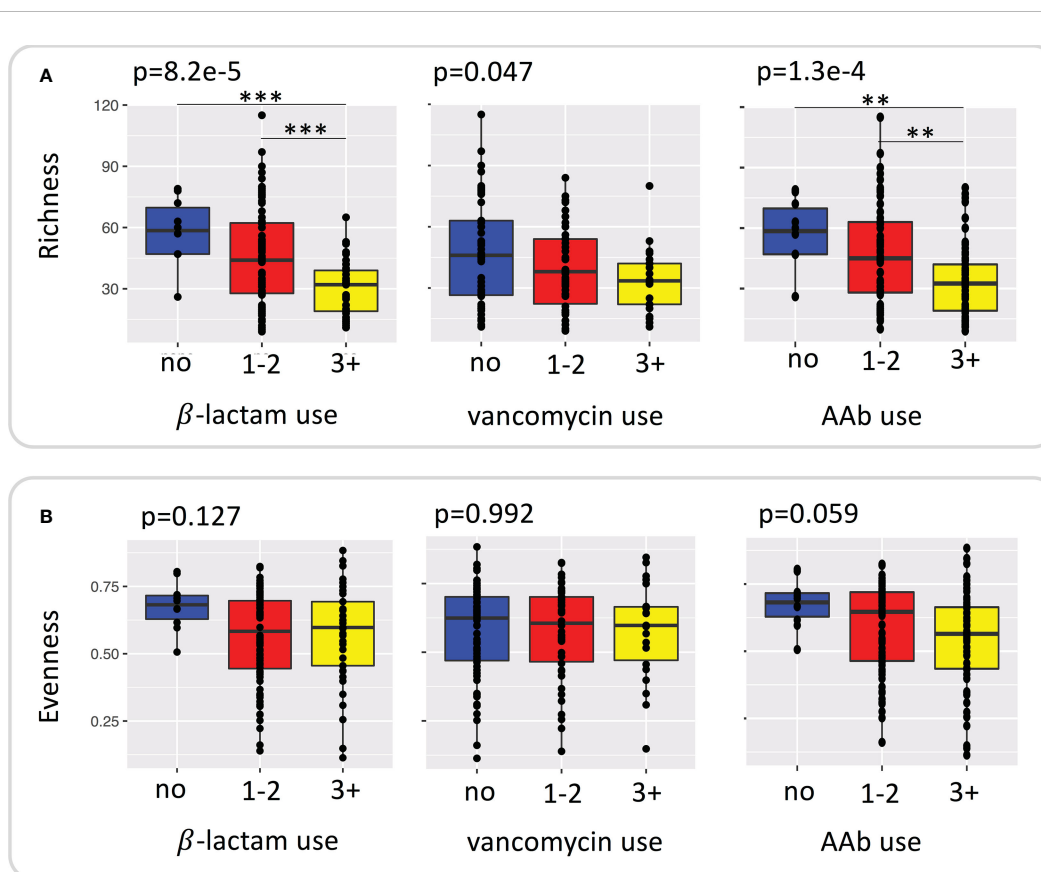 A
p=8.2e-5 p=0.047 p=1.3e-4
*** **
*** **
120
90
60
30
Richness
no 1-2 3+ no 1-2 3+ no 1-2 3+
β-lactam use vancomycin use AAb use
B
p=0.127 p=0.992 p=0.059
0.75
0.50
0.25
Evenness
no 1-2 3+ no 1-2 3+ no 1-2 3+
β-lactam use vancomycin use AAb use